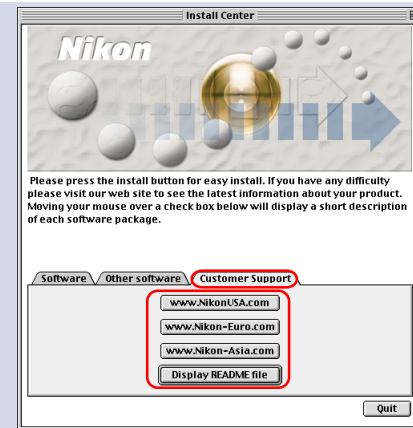 Install Center
Nikon
Please press the install button for easy install. If you have any difficulty
please visit our web site to see the latest information about your product.
Moving your mouse over a check box below will display a short description
of each software package.
Software Other software Customer Support
www.NikonUSA.com
www.Nikon-Euro.com
www.Nikon-Asia.com
Display README file
Quit